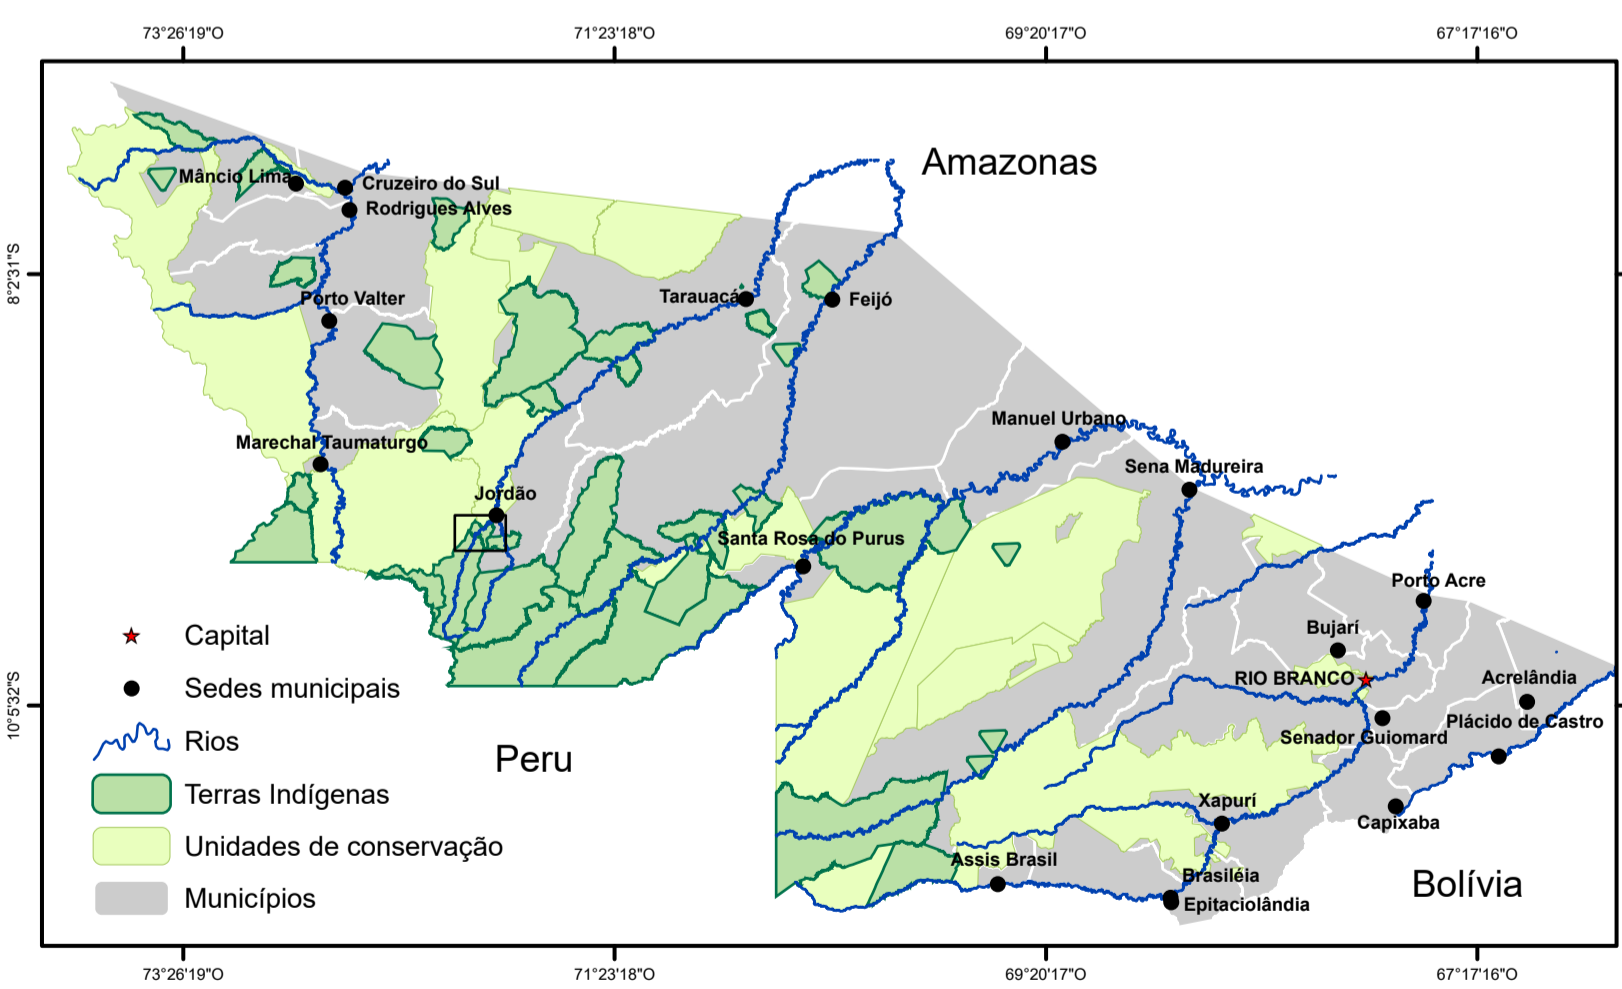 73°26'19"O
71°23'18"O
69°20'17"O
67°17'16"O
8°2'31"S
10°5'32"S
Amazonas
Mâncio Lima
Cruzeiro do Sul
Rodrigues Alves
Porto Valter
Tarauacá
Feijó
Marechal Taumaturgo
Manuel Urbano
Sena Madureira
Jordão
Santa Rosa do Purus
Porto Acre
Bujarí
RIO BRANCO
Acrelândia
Plácido de Castro
Senador Guiomard
Xapurí
Capixaba
Assis Brasil
Brasiléia
Epitaciolândia
Peru
Bolívia
Capital
Sedes municipais
Rios
Terras Indígenas
Unidades de conservação
Municípios
73°26'19"O
71°23'18"O
69°20'17"O
67°17'16"O